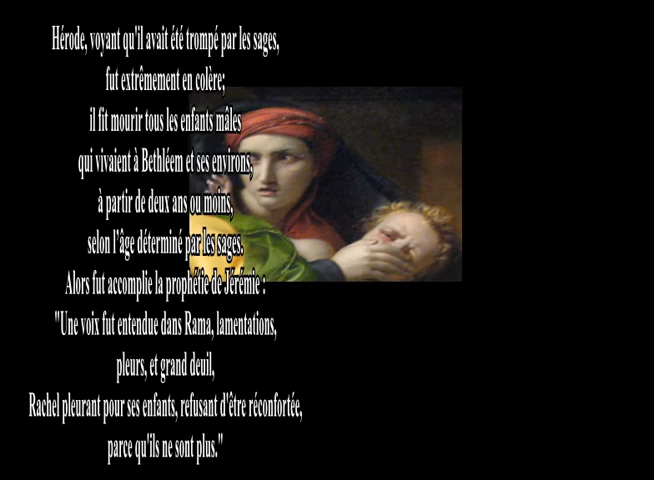 Hérode, voyant qu'il avait été trompé par les sages,
fut extrêmement en colère;
il fit mourir tous les enfants mâles
qui vivaient à Bethléem et ses environs,
à partir de deux ans ou moins,
selon l'âge déterminé par les sages.
Alors fut accomplie la prophétie de Jérémie :
"Une voix fut entendue dans Rama, lamentations,
pleurs, et grand deuil,
Rachel pleurant pour ses enfants, refusant d'être réconfortée,
parce qu'ils ne sont plus."